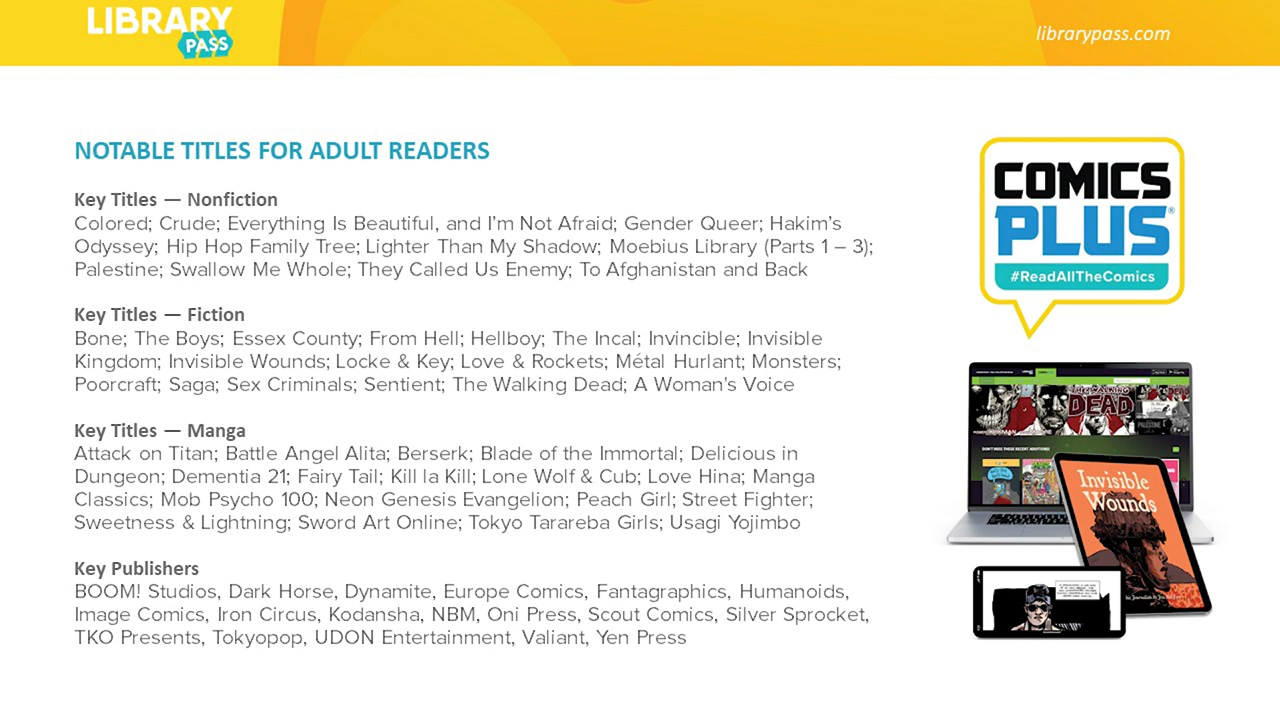 LIBRARY
PASS
librarypass.com
NOTABLE TITLES FOR ADULT READERS
Key Titles — Nonfiction
Colored; Crude; Everything Is Beautiful, and I'm Not Afraid; Gender Queer; Hakim's
Odyssey; Hip Hop Family Tree; Lighter Than My Shadow; Moebius Library (Parts 1 – 3);
Palestine; Swallow Me Whole; They Called Us Enemy; To Afghanistan and Back
Key Titles — Fiction
Bone; The Boys; Essex County; From Hell; Hellboy; The Incal; Invincible; Invisible
Kingdom; Invisible Wounds; Locke & Key; Love & Rockets; Métal Hurlant; Monsters;
Poorcraft; Saga; Sex Criminals; Sentient; The Walking Dead; A Woman's Voice
Key Titles — Manga
Attack on Titan; Battle Angel Alita; Berserk; Blade of the Immortal; Delicious in
Dungeon; Dementia 21; Fairy Tail; Kill la Kill; Lone Wolf & Cub; Love Hina; Manga
Classics; Mob Psycho 100; Neon Genesis Evangelion; Peach Girl; Street Fighter;
Sweetness & Lightning; Sword Art Online; Tokyo Tarareba Girls; Usagi Yojimbo
Key Publishers
BOOM! Studios, Dark Horse, Dynamite, Europe Comics, Fantagraphics, Humanoids,
Image Comics, Iron Circus, Kodansha, NBM, Oni Press, Scout Comics, Silver Sprocket,
TKO Presents, Tokyopop, UDON Entertainment, Valiant, Yen Press
COMICS
PLUS®
#ReadAllTheComics
DEAD
PALESTINE
DON'T MISS THESE RECENT ADDITIONS!
Invisible
Wounds